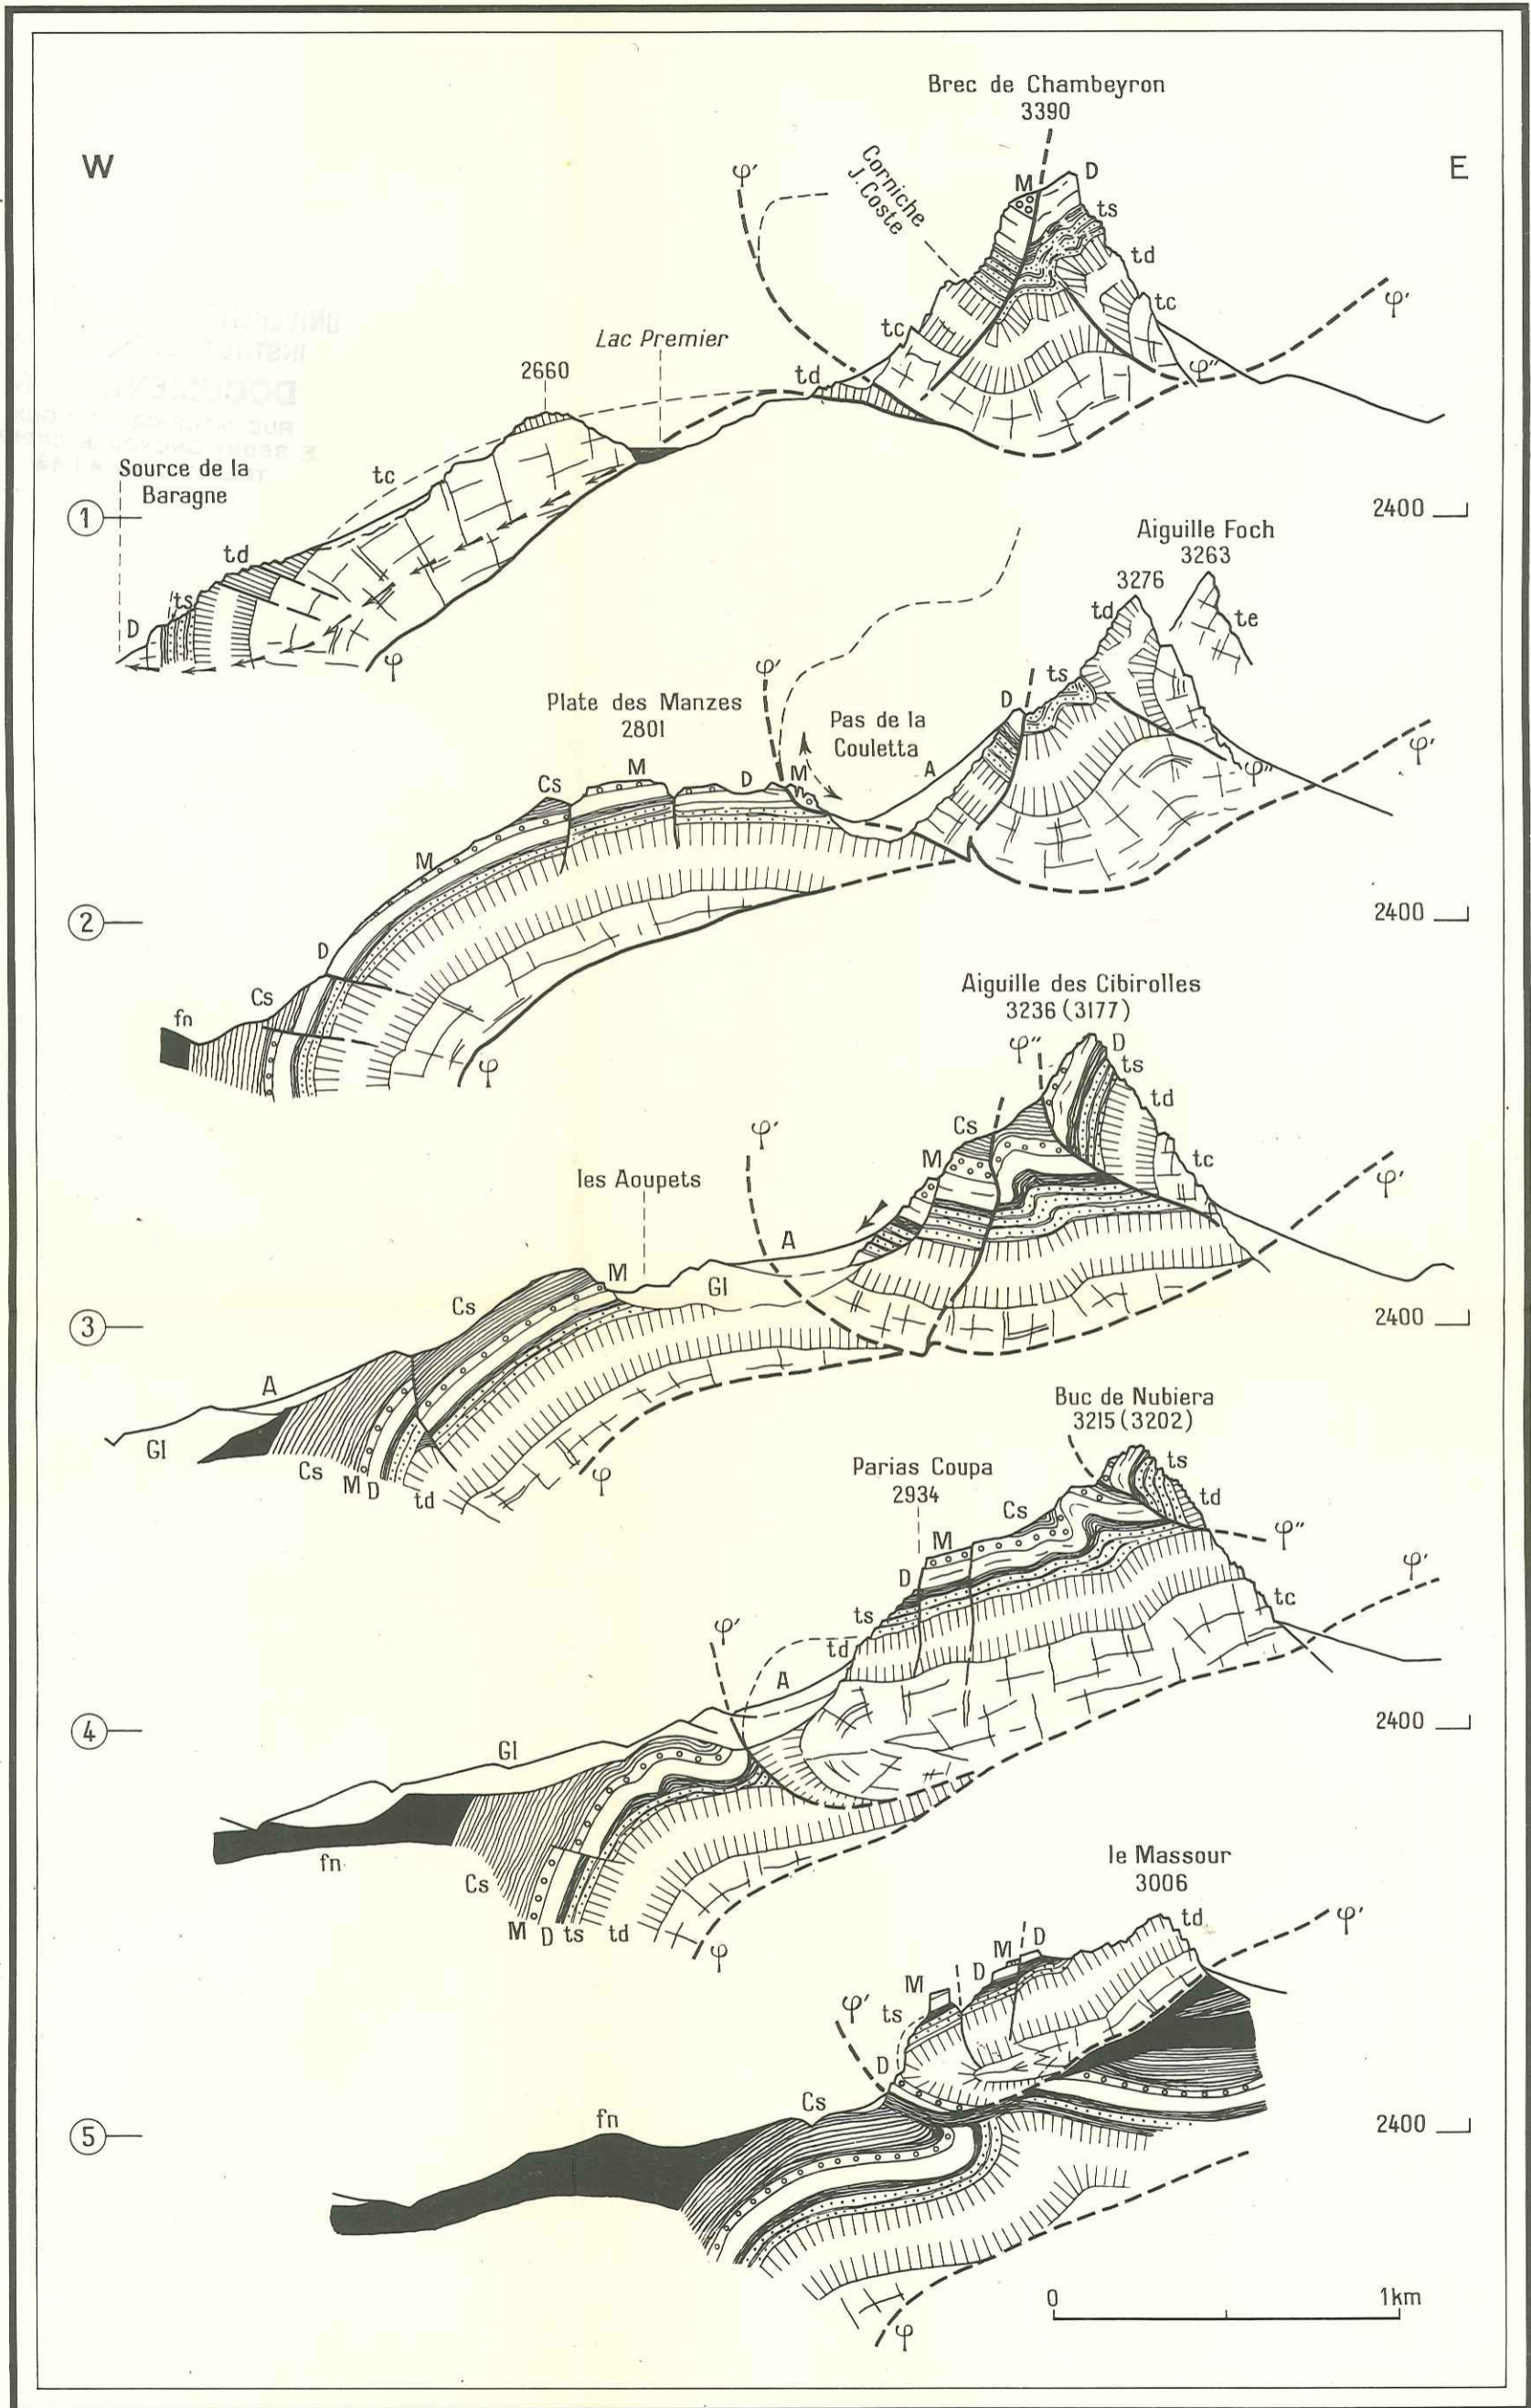 Brec de Chambeyron
3390
W
E
φ'
Corniche
J. Coste
M
D
ts
td
tc
φ'
Lac Premier
tc
2660
td
φ"
tc
Source de la
Baragne
1
2400
td
ts
D
φ
Aiguille Foch
3263
3276
td
te
φ'
ts
Plate des Manzes
2801
D
Pas de la
Couletta
φ'
M
D
M
A
φ"
Cs
M
2
2400
D
Cs
fn
φ
Aiguille des Cibirolles
3236 (3177)
φ"
D
ts
td
Cs
φ'
M
tc
les Aoupets
φ'
A
M
Gl
Cs
3
2400
A
Gl
Cs
M
D
td
φ
Buc de Nubiera
3215 (3202)
ts
Parias Coupa
2934
td
Cs
φ"
M
φ'
D
tc
ts
φ'
td
A
4
2400
Gl
fn
Cs
M
D
ts
td
φ
le Massour
3006
td
φ'
M
D
D
M
φ'
ts
D
Cs
fn
5
2400
0
1km
φ